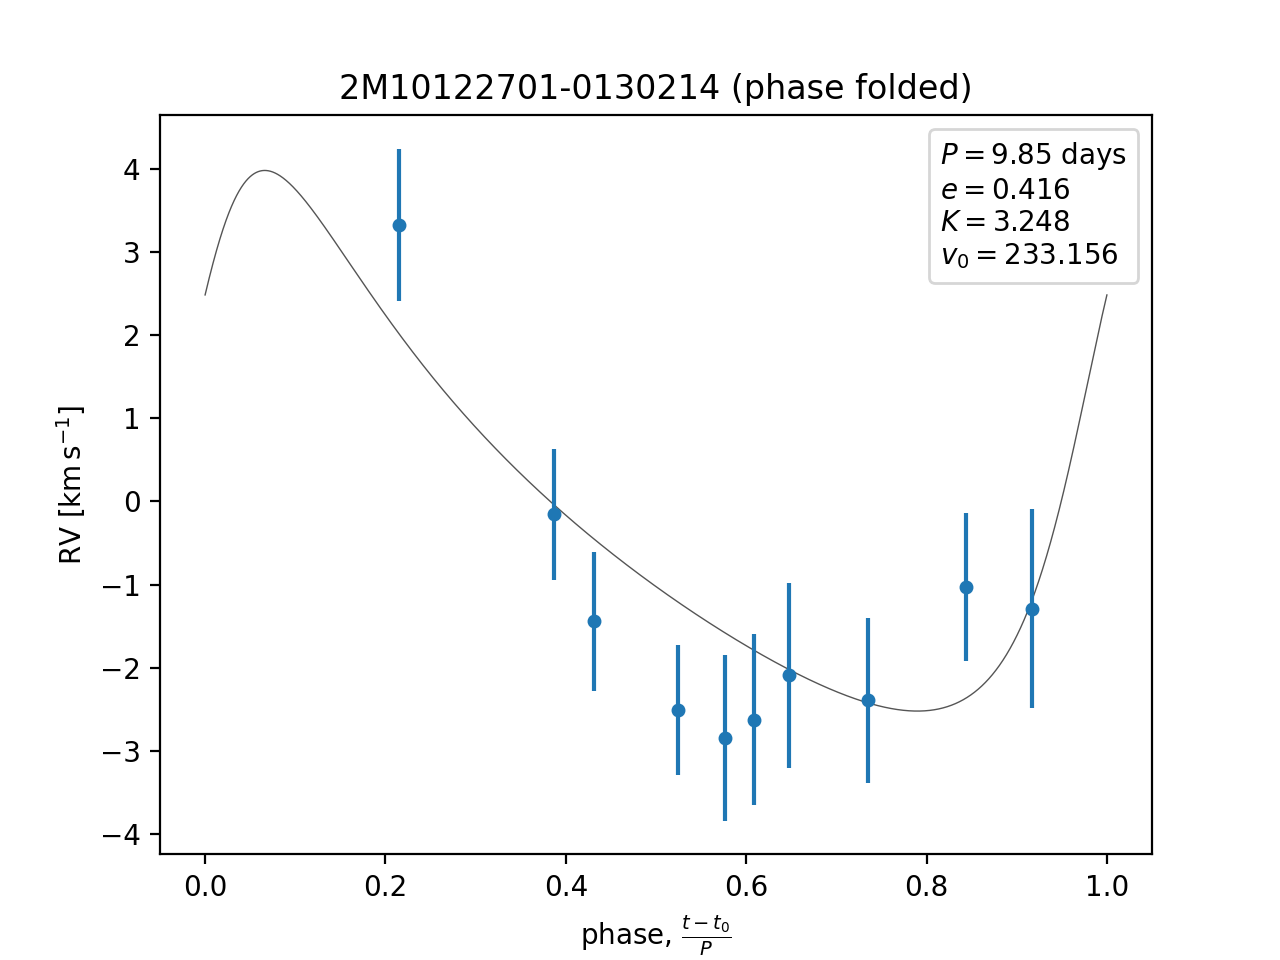 2M10122701-0130214 (phase folded)
P = 9.85 days
e = 0.416
K = 3.248
v₀ = 233.156
RV [km s⁻¹]
4
3
2
1
0
−1
−2
−3
−4
0.0 0.2 0.4 0.6 0.8 1.0
phase, (t − t₀)/P